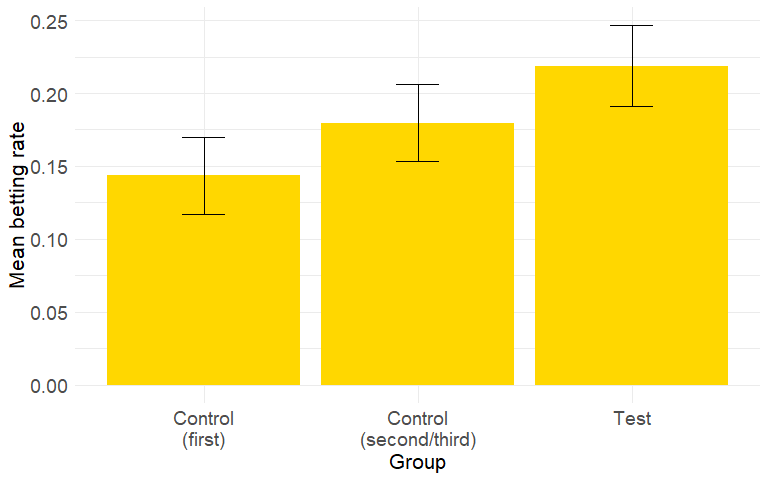 Mean betting rate
0.25
0.20
0.15
0.10
0.05
0.00
Control
(first)
Control
(second/third)
Test
Group